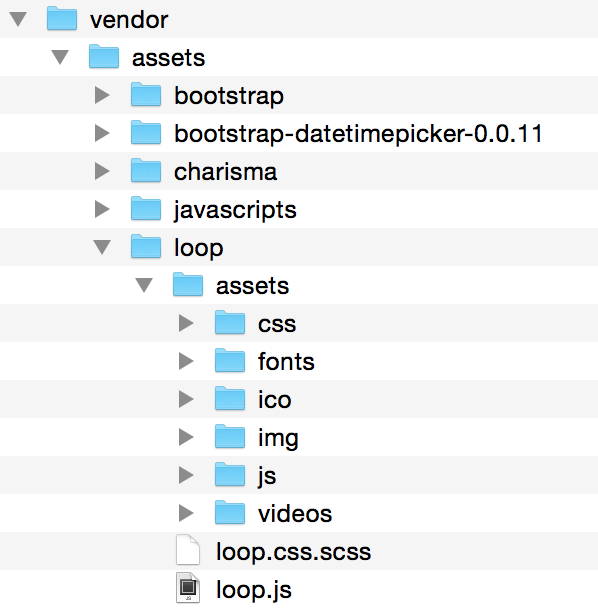 vendor
assets
bootstrap
bootstrap-datetimepicker-0.0.11
charisma
javascripts
loop
assets
css
fonts
ico
img
js
videos
loop.css.scss
loop.js